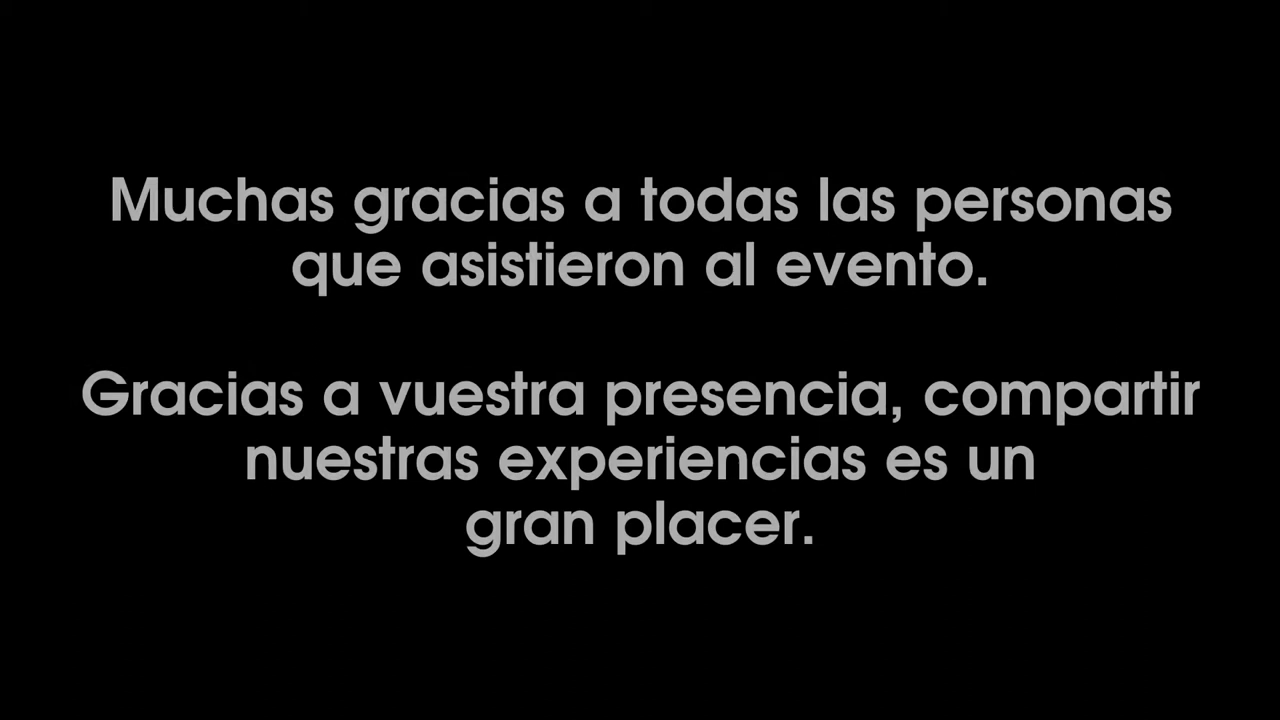 Muchas gracias a todas las personas
que asistieron al evento.
Gracias a vuestra presencia, compartir
nuestras experiencias es un
gran placer.